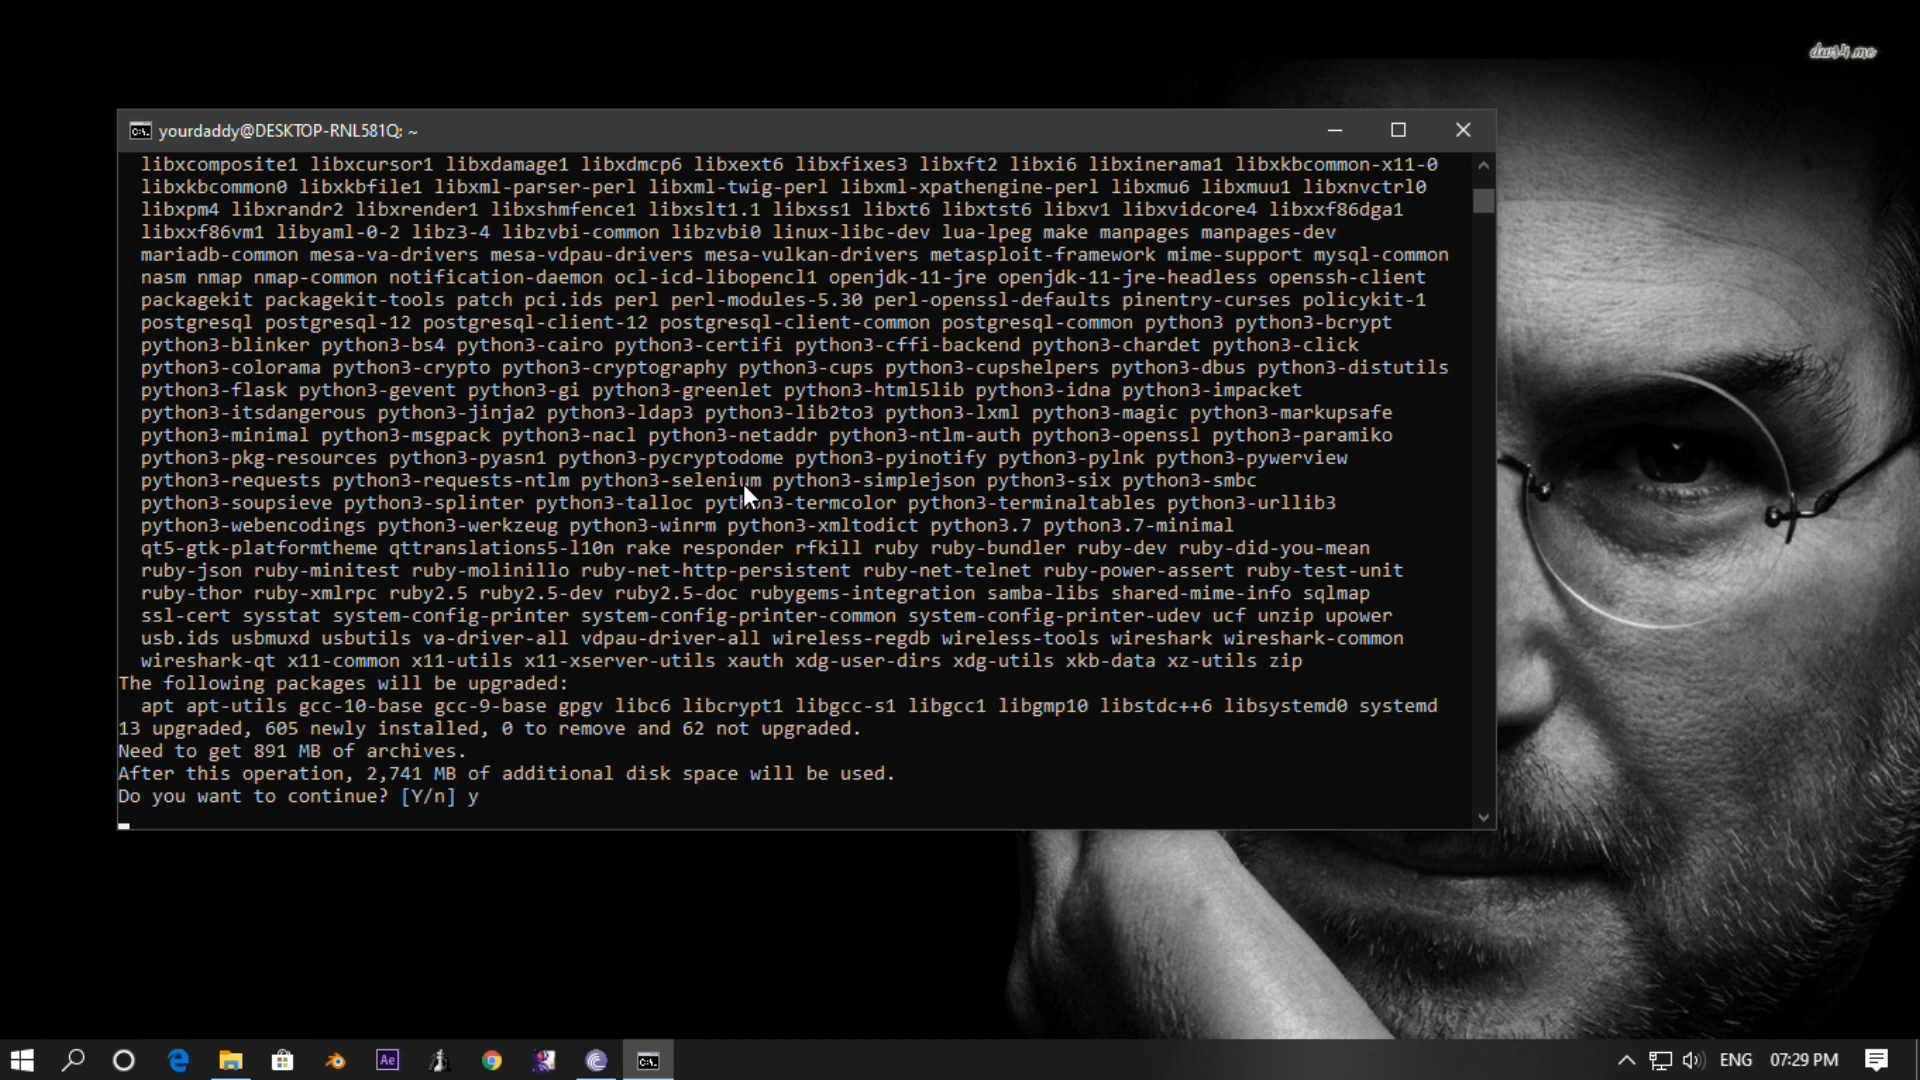 yourdaddy@DESKTOP-RNL581Q: ~
libxcomposite1 libxcursor1 libxdamage1 libxdmcp6 libxext6 libxfixes3 libxft2 libxi6 libxinerama1 libxkbcommon-x11-0
libxkbcommon0 libxkbfile1 libxml-parser-perl libxml-twig-perl libxml-xpathengine-perl libxmu6 libxmuu1 libxnvctrl0
libxpm4 libxrandr2 libxrender1 libxshmfence1 libxslt1.1 libxss1 libxt6 libxtst6 libxv1 libxvidcore4 libxxf86dga1
libxxf86vm1 libyaml-0-2 libz3-4 libzvbi-common libzvbi0 linux-libc-dev lua-lpeg make manpages manpages-dev
mariadb-common mesa-va-drivers mesa-vdpau-drivers mesa-vulkan-drivers metasploit-framework mime-support mysql-common
nasm nmap nmap-common notification-daemon ocl-icd-libopencl1 openjdk-11-jre openjdk-11-jre-headless openssh-client
packagekit packagekit-tools patch pci.ids perl perl-modules-5.30 perl-openssl-defaults pinentry-curses policykit-1
postgresql postgresql-12 postgresql-client-12 postgresql-client-common postgresql-common python3 python3-bcrypt
python3-blinker python3-bs4 python3-cairo python3-certifi python3-cffi-backend python3-chardet python3-click
python3-colorama python3-crypto python3-cryptography python3-cups python3-cupshelpers python3-dbus python3-distutils
python3-flask python3-gevent python3-gi python3-greenlet python3-html5lib python3-idna python3-impacket
python3-itsdangerous python3-jinja2 python3-ldap3 python3-lib2to3 python3-lxml python3-magic python3-markupsafe
python3-minimal python3-msgpack python3-nacl python3-netaddr python3-ntlm-auth python3-openssl python3-paramiko
python3-pkg-resources python3-pyasn1 python3-pycryptodome python3-pyinotify python3-pylnk python3-pywerview
python3-requests python3-requests-ntlm python3-selenium python3-simplejson python3-six python3-smbc
python3-soupsieve python3-splinter python3-talloc python3-termcolor python3-terminaltables python3-urllib3
python3-webencodings python3-werkzeug python3-winrm python3-xmltodict python3.7 python3.7-minimal
qt5-gtk-platformtheme qttranslations5-l10n rake responder rfkill ruby ruby-bundler ruby-dev ruby-did-you-mean
ruby-json ruby-minitest ruby-molinillo ruby-net-http-persistent ruby-net-telnet ruby-power-assert ruby-test-unit
ruby-thor ruby-xmlrpc ruby2.5 ruby2.5-dev ruby2.5-doc rubygems-integration samba-libs shared-mime-info sqlmap
ssl-cert sysstat system-config-printer system-config-printer-common system-config-printer-udev ucf unzip upower
usb.ids usbmuxd usbutils va-driver-all vdpau-driver-all wireless-regdb wireless-tools wireshark wireshark-common
wireshark-qt x11-common x11-utils x11-xserver-utils xauth xdg-user-dirs xdg-utils xkb-data xz-utils zip
The following packages will be upgraded:
apt apt-utils gcc-10-base gcc-9-base gpgv libc6 libcrypt1 libgcc-s1 libgcc1 libgmp10 libstdc++6 libsystemd0 systemd
13 upgraded, 605 newly installed, 0 to remove and 62 not upgraded.
Need to get 891 MB of archives.
After this operation, 2,741 MB of additional disk space will be used.
Do you want to continue? [Y/n] y
Ae
ENG 07:29 PM